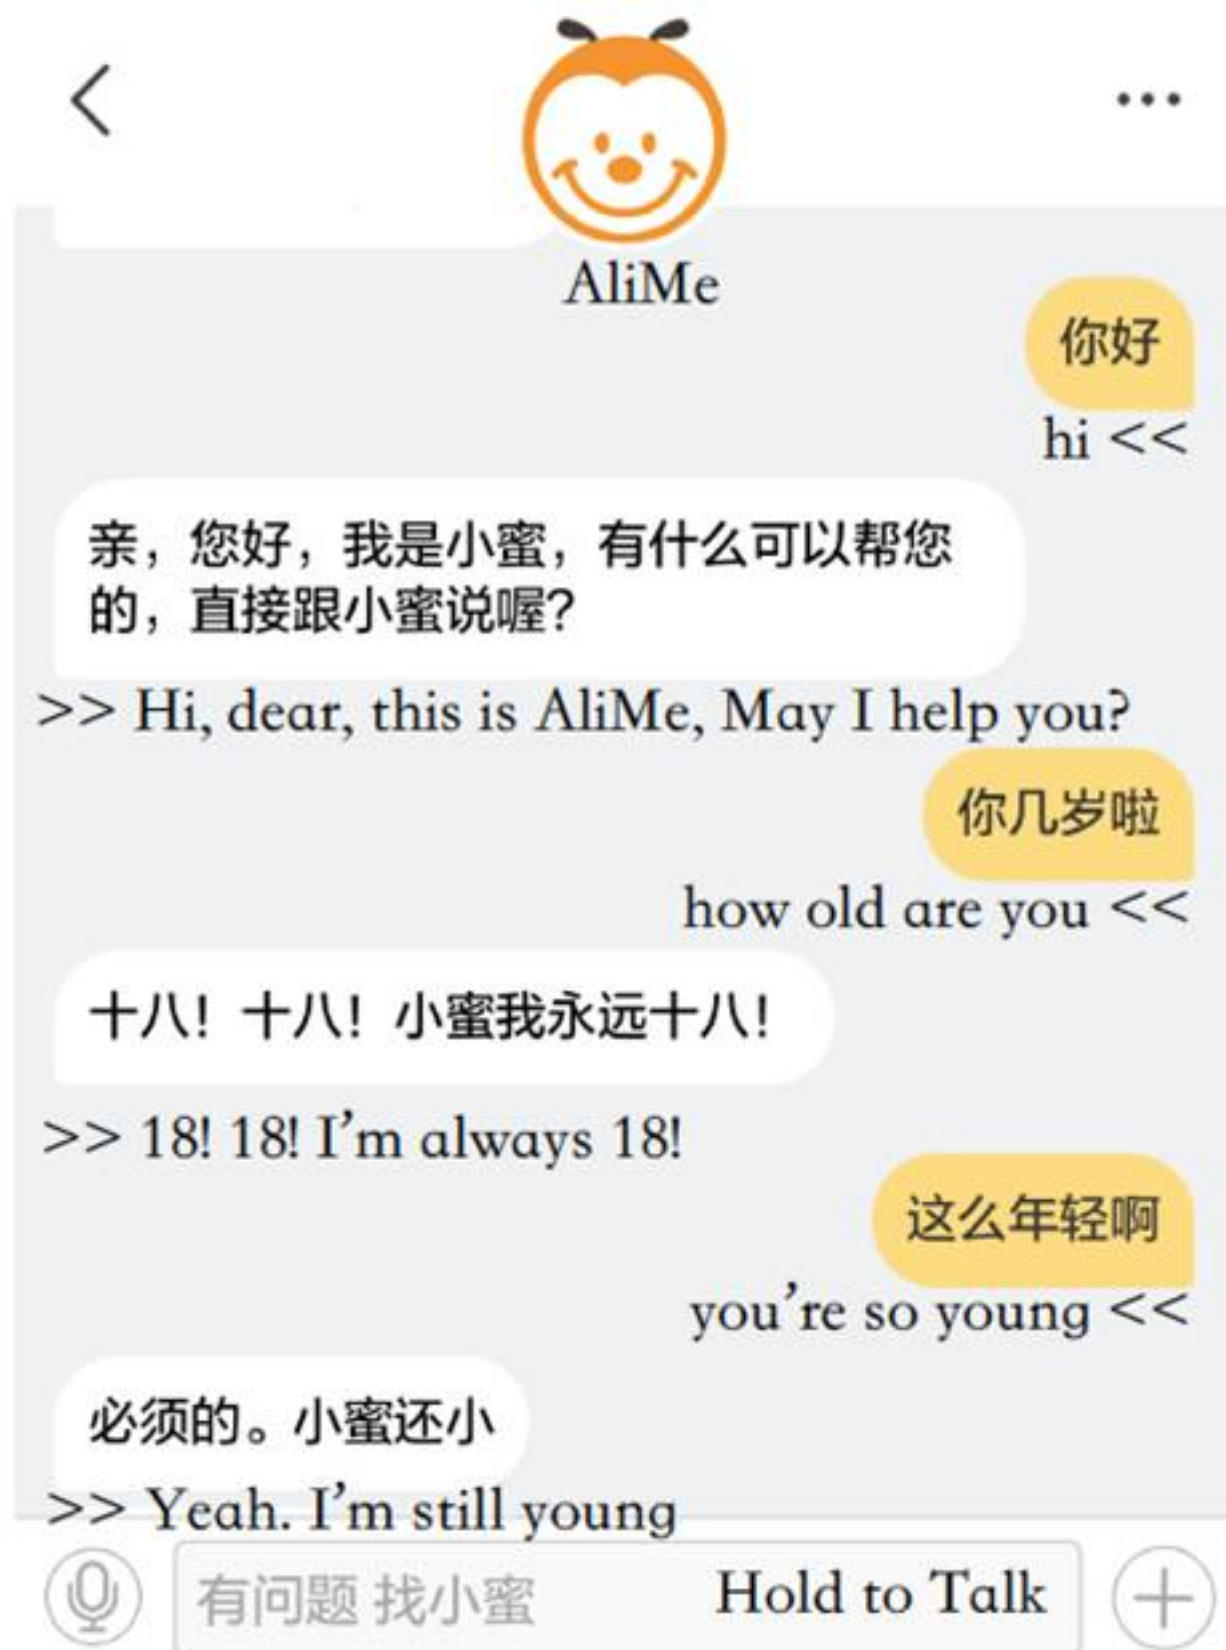 AliMe
你好
hi <<
亲，您好，我是小蜜，有什么可以帮您
的，直接跟小蜜说喔？
>> Hi, dear, this is AliMe, May I help you?
你几岁啦
how old are you <<
十八！十八！小蜜我永远十八！
>> 18! 18! I’m always 18!
这么年轻啊
you’re so young <<
必须的。小蜜还小
>> Yeah. I’m still young
有问题 找小蜜 Hold to Talk